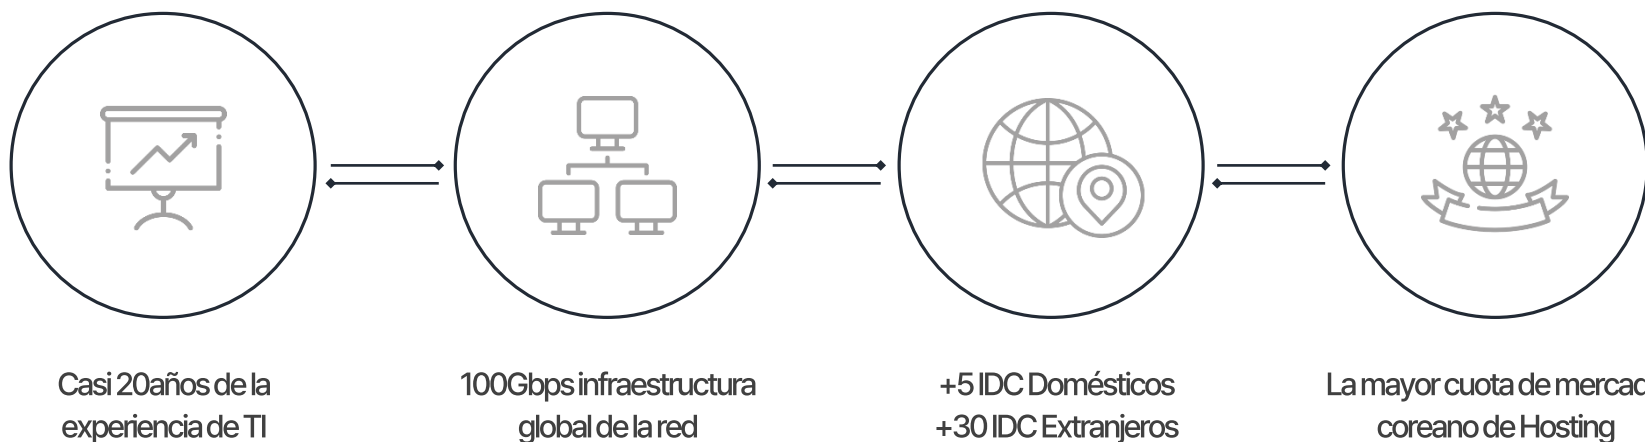 Casi 20años de la
experiencia de TI
100Gbps infraestructura
global de la red
+5 IDC Domésticos
+30 IDC Extranjeros
La mayor cuota de
coreano de Hosting